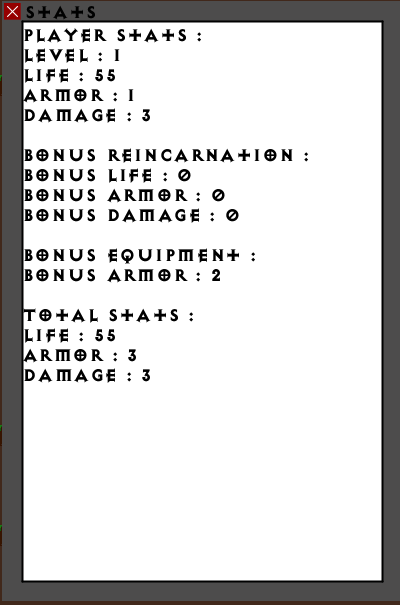 STATS
PLAYER STATS :
LEVEL : 1
LIFE : 55
ARMOR : 1
DAMAGE : 3
BONUS REINCARNATION :
BONUS LIFE : 0
BONUS ARMOR : 0
BONUS DAMAGE : 0
BONUS EQUIPMENT :
BONUS ARMOR : 2
TOTAL STATS :
LIFE : 55
ARMOR : 3
DAMAGE : 3